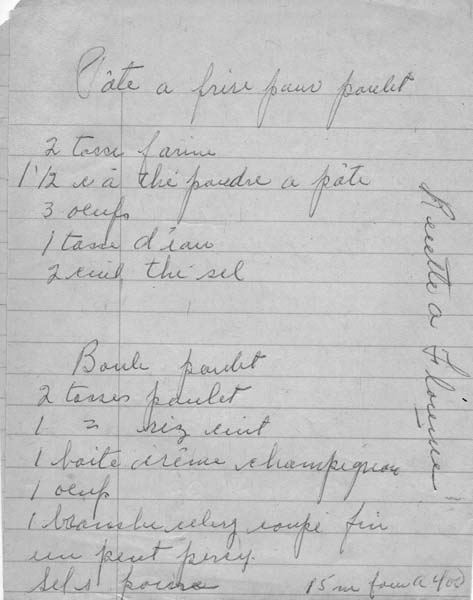 Pâte a frire pour poulet
2 tasse farine
1 1/2 c à thé poudre a pâte
3 oeufs
1 tasse d'eau
2 cuil thé sel
Recette a Florence
Boule poulet
2 tasses poulet
1 " riz cuit
1 boite crême champignon
1 oeuf
1 branche celery coupé fin
un peut percy.
sel & poivre
15 m four a 400